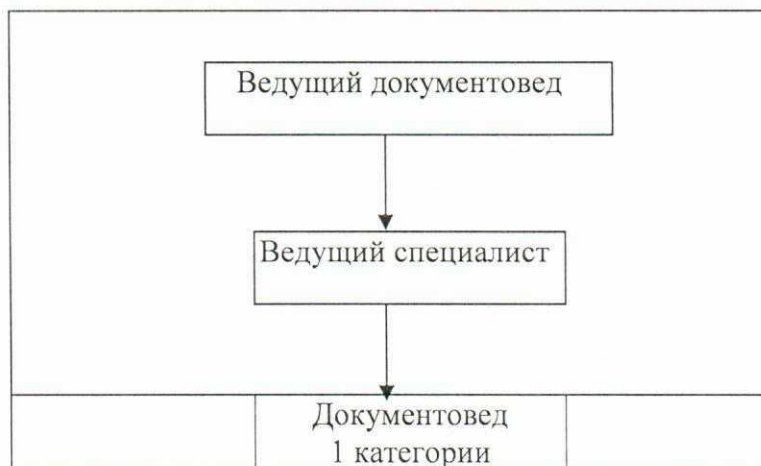 Ведущий документовед
Ведущий специалист
Документовед
1 категории